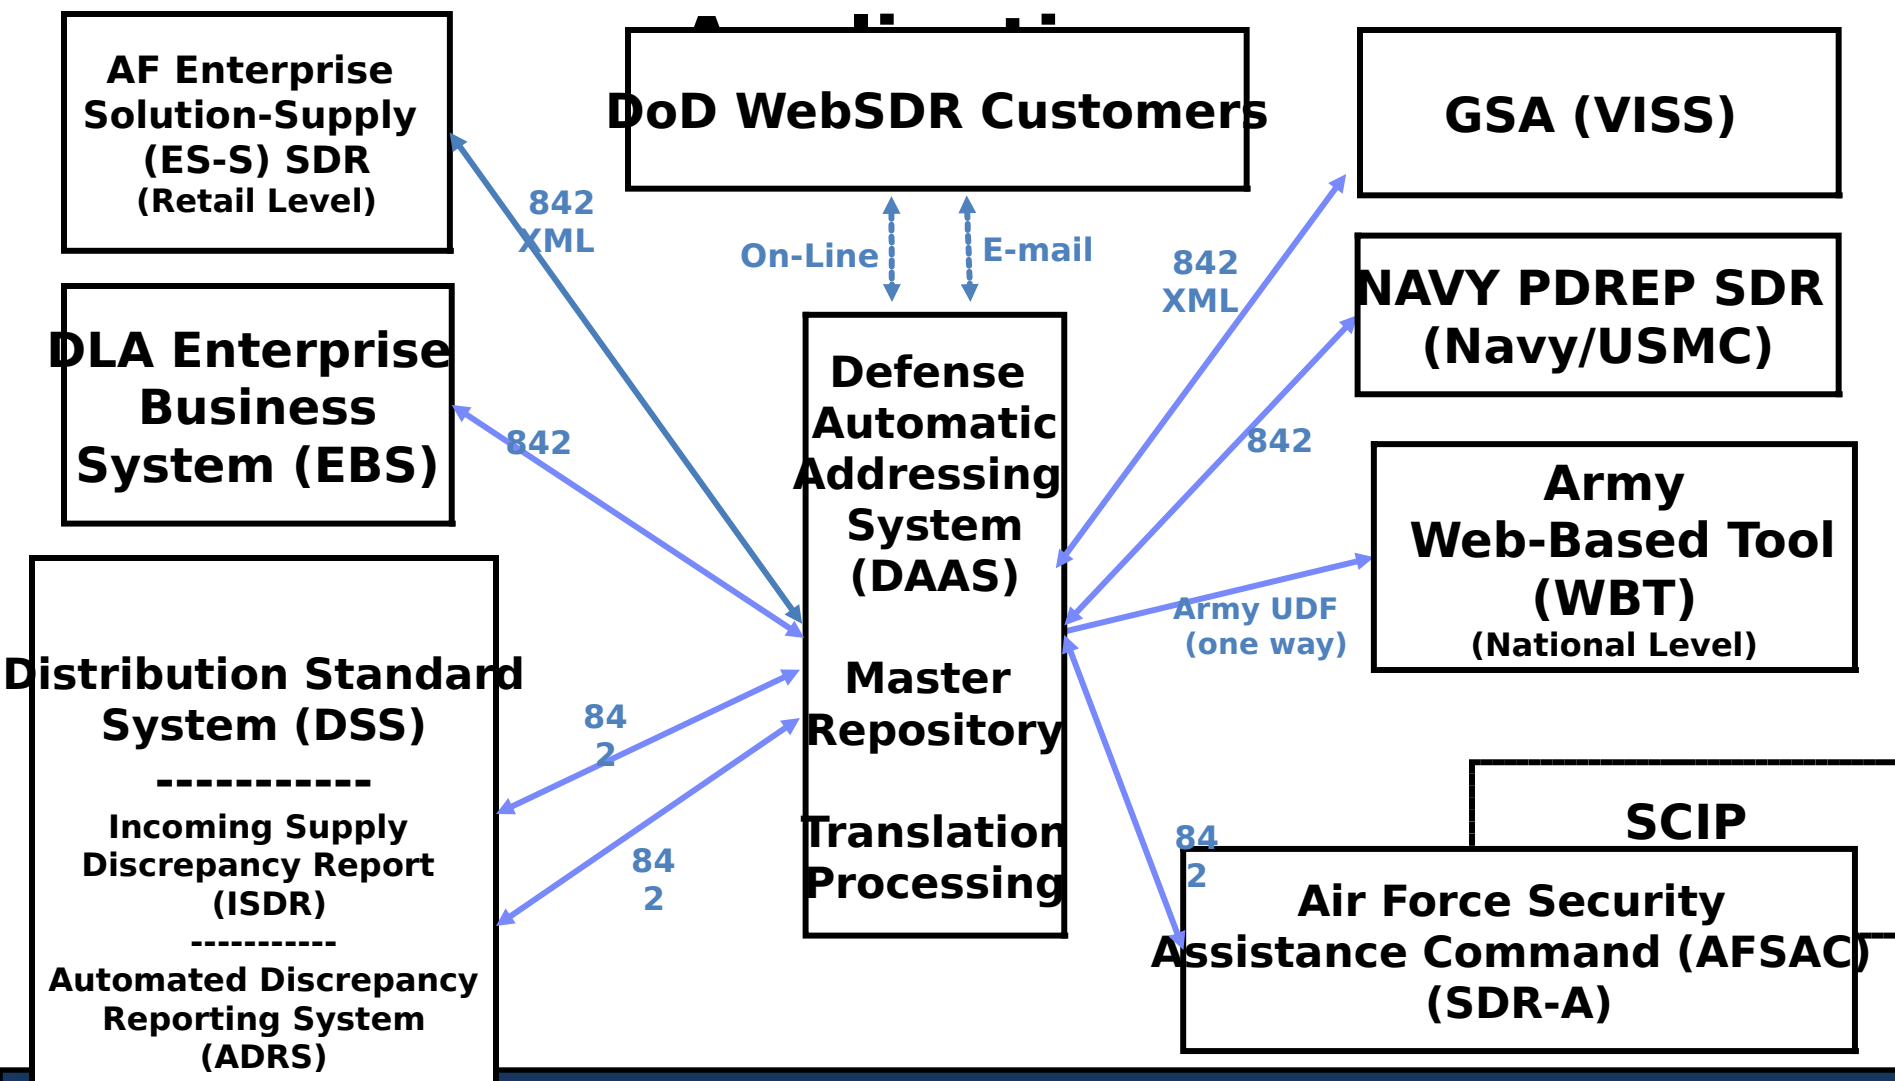 AF Enterprise
Solution-Supply
(ES-S) SDR
(Retail Level)
DoD WebSDR Customers
GSA (VISS)
842
XML
On-Line
E-mail
842
XML
NAVY PDREP SDR
(Navy/USMC)
DLA Enterprise
Business
System (EBS)
842
Defense
Automatic
Addressing
System
(DAAS)
Master
Repository
Translation
Processing
842
Army
Web-Based Tool
(WBT)
(National Level)
Army UDF
(one way)
Distribution Standard
System (DSS)
-----------
Incoming Supply
Discrepancy Report
(ISDR)
-----------
Automated Discrepancy
Reporting System
(ADRS)
84
2
84
2
84
2
SCIP
Air Force Security
Assistance Command (AFSAC)
(SDR-A)